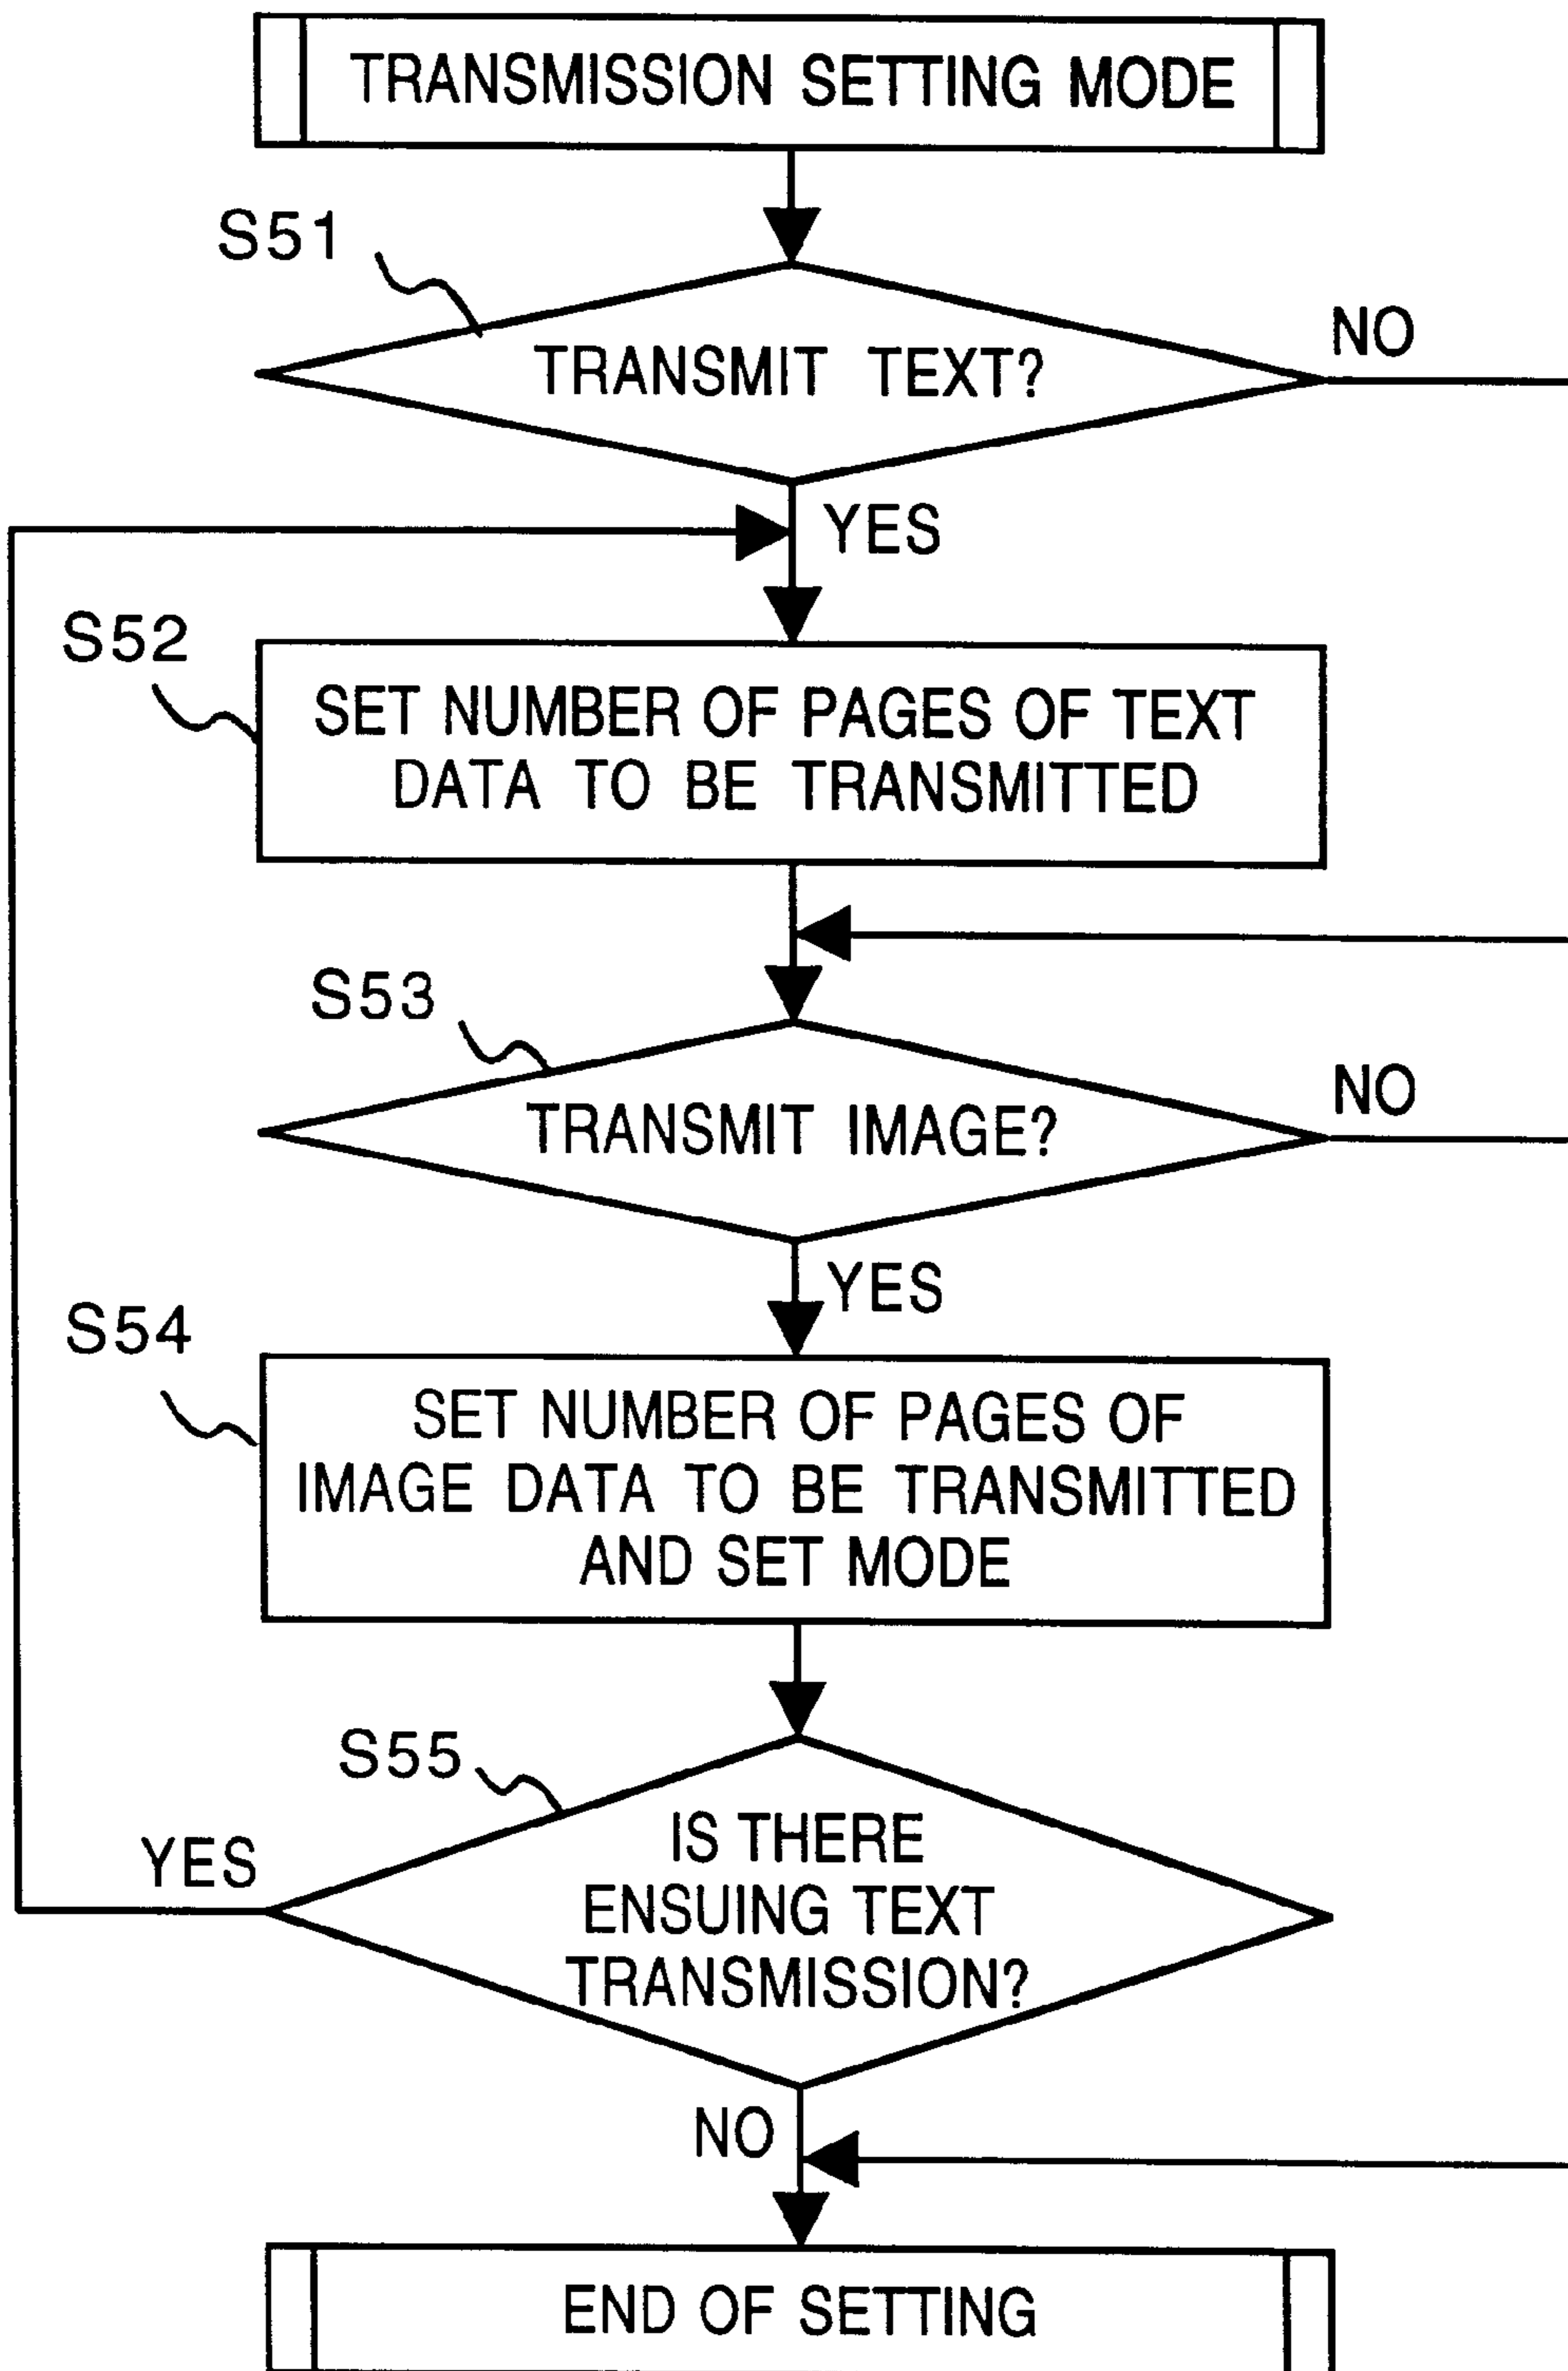 TRANSMISSION SETTING MODE
S51
TRANSMIT TEXT?
NO
YES
S52
SET NUMBER OF PAGES OF TEXT
DATA TO BE TRANSMITTED
S53
TRANSMIT IMAGE?
NO
YES
S54
SET NUMBER OF PAGES OF
IMAGE DATA TO BE TRANSMITTED
AND SET MODE
S55
IS THERE
ENSUING TEXT
TRANSMISSION?
YES
NO
END OF SETTING